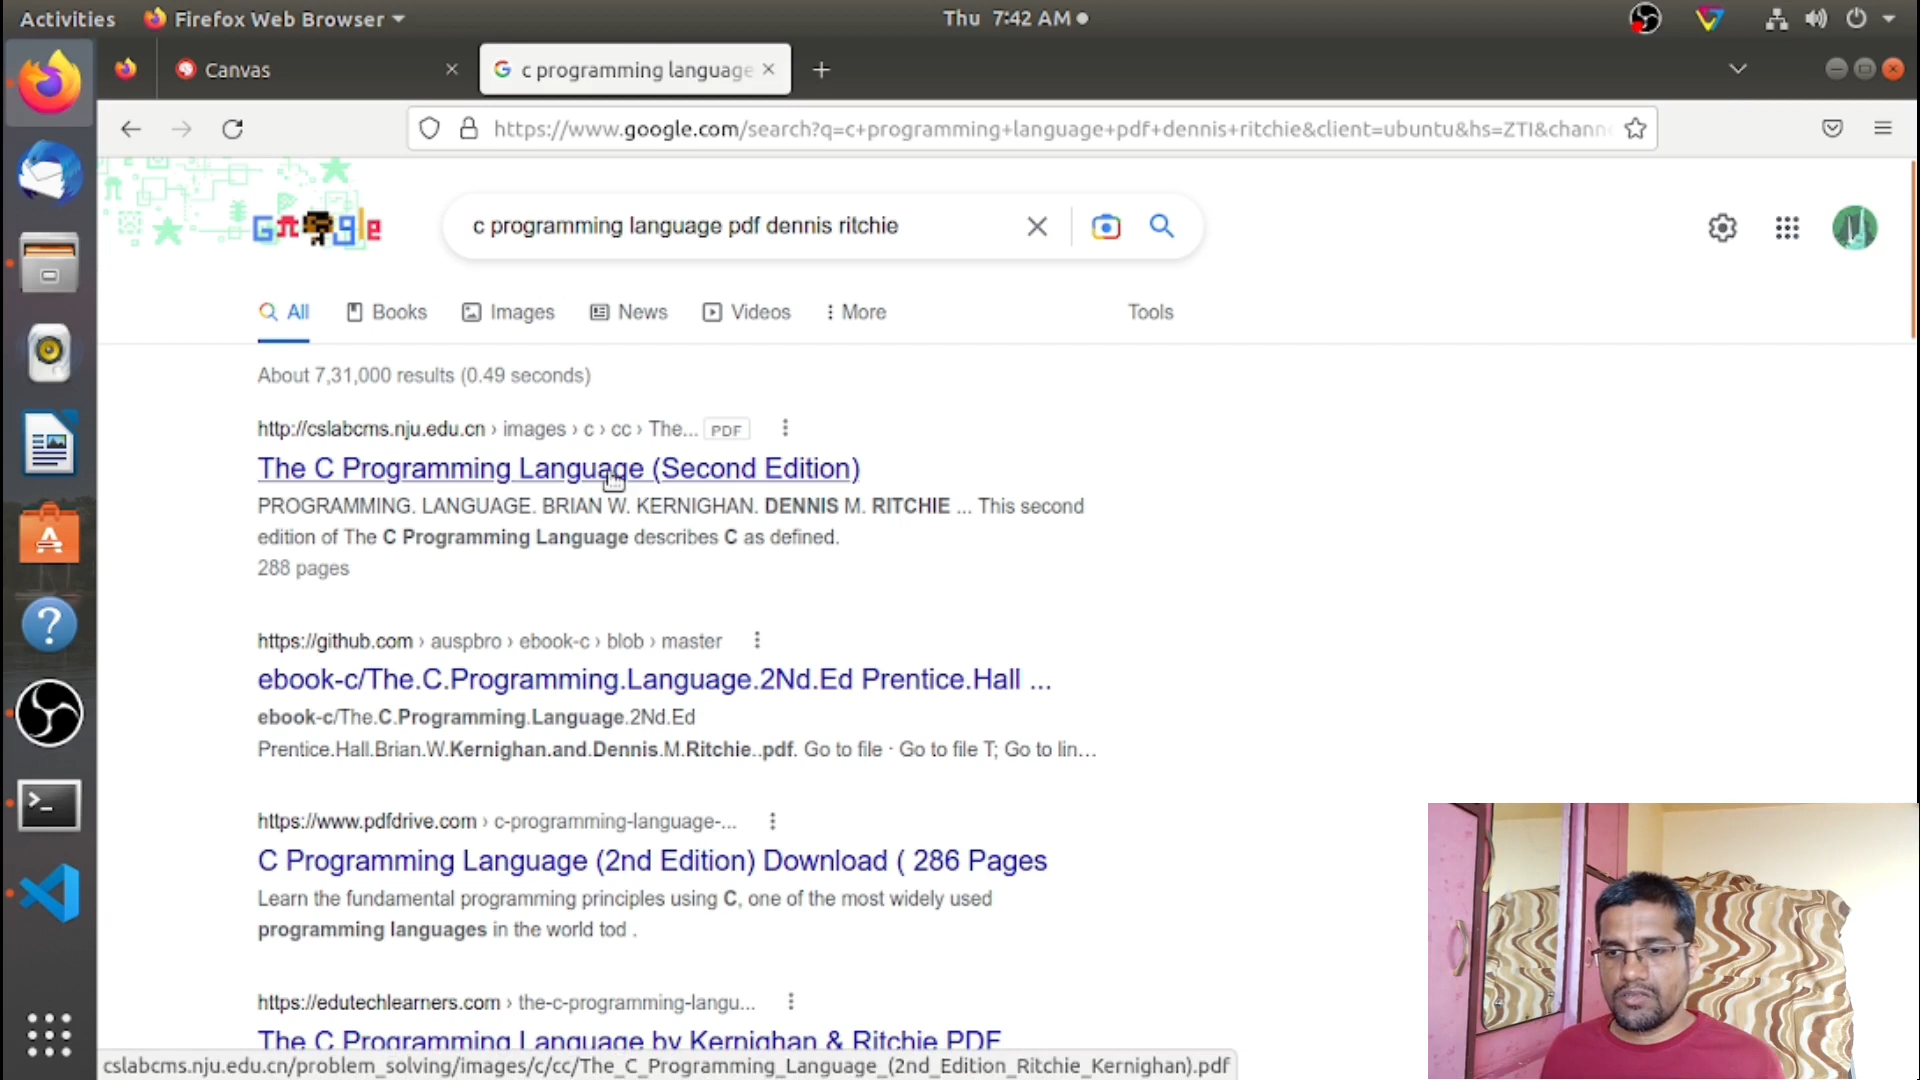 Activities
Firefox Web Browser
Thu 7:42 AM
Canvas
c programming language
https://www.google.com/search?q=c+programming+language+pdf+dennis+ritchie&client=ubuntu&hs=ZTI&chann
Google
c programming language pdf dennis ritchie
All
Books
Images
News
Videos
More
Tools
About 7,31,000 results (0.49 seconds)
http://cslabcms.nju.edu.cn › images › c › cc › The... PDF
The C Programming Language (Second Edition)
PROGRAMMING. LANGUAGE. BRIAN W. KERNIGHAN. DENNIS M. RITCHIE ... This second
edition of The C Programming Language describes C as defined.
288 pages
https://github.com › auspbro › ebook-c › blob › master
ebook-c/The.C.Programming.Language.2Nd.Ed Prentice.Hall ...
ebook-c/The.C.Programming.Language.2Nd.Ed
Prentice.Hall.Brian.W.Kernighan.and.Dennis.M.Ritchie..pdf. Go to file · Go to file T; Go to lin...
https://www.pdfdrive.com › c-programming-language-...
C Programming Language (2nd Edition) Download ( 286 Pages
Learn the fundamental programming principles using C, one of the most widely used
programming languages in the world tod .
https://edutechlearners.com › the-c-programming-langu...
The C Programming Language by Kernighan & Ritchie PDF
cslabcms.nju.edu.cn/problem_solving/images/c/cc/The_C_Programming_Language_(2nd_Edition_Ritchie_Kernighan).pdf